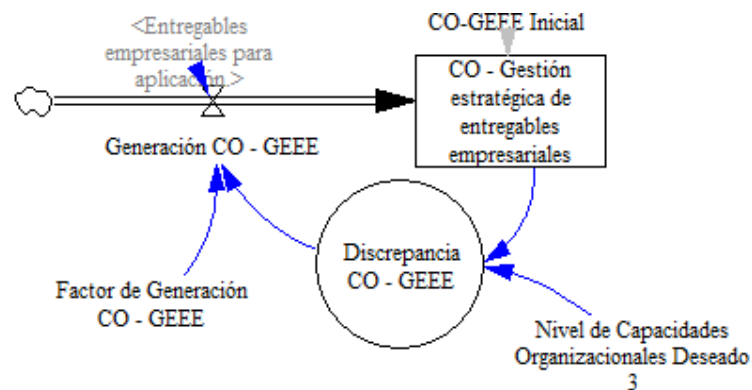 <Entregables
empresariales para
aplicación.>
CO-GEEE Inicial
CO - Gestión
estratégica de
entregables
empresariales
Generación CO - GEEE
Discrepancia
CO - GEEE
Factor de Generación
CO - GEEE
Nivel de Capacidades
Organizacionales Deseado
3